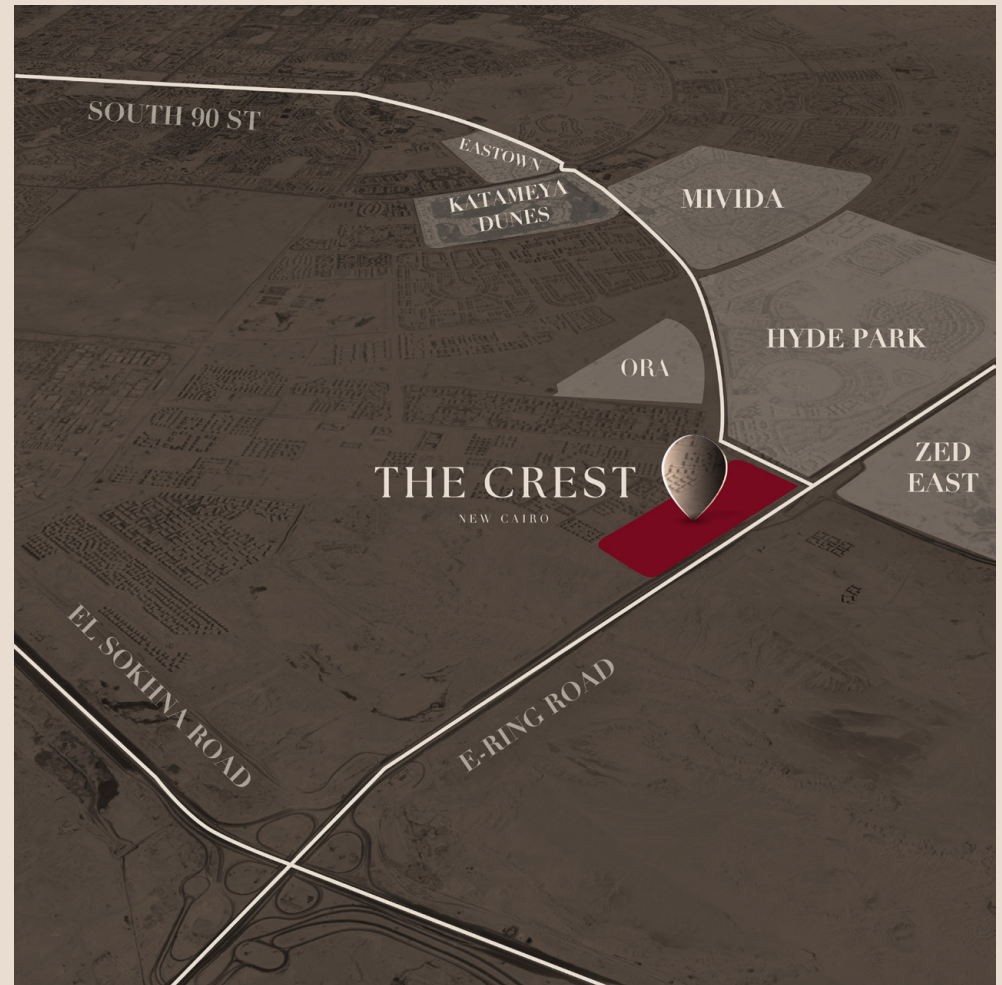 SOUTH 90 ST
EASTOWN
KATAMEYA
DUNES
MIVIDA
HYDE PARK
ORA
ZED
EAST
THE CREST
NEW CAIRO
EL SOKHNA ROAD
E-RING ROAD